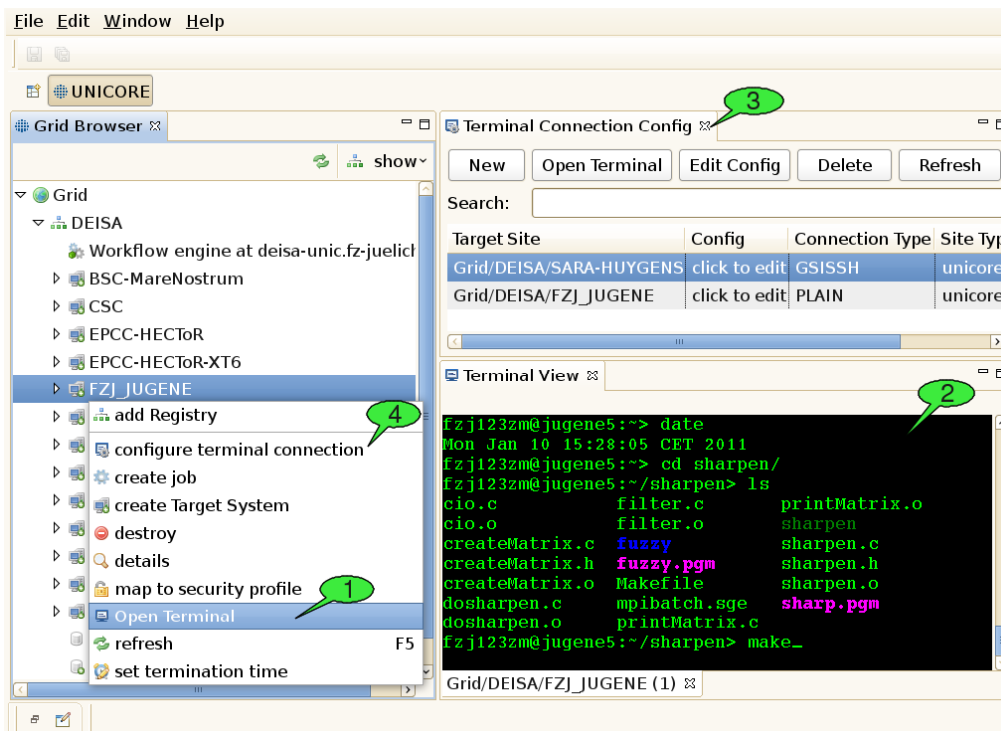 File Edit Window Help
UNICORE
Grid Browser
show
Grid
DEISA
Workflow engine at deisa-unic.fz-juelich
BSC-MareNostrum
CSC
EPCC-HECToR
EPCC-HECToR-XT6
FZJ_JUGENE
add Registry
4
configure terminal connection
create job
create Target System
destroy
details
map to security profile
1
Open Terminal
refresh F5
set termination time
3
Terminal Connection Config
New Open Terminal Edit Config Delete Refresh
Search:
Target Site Config Connection Type Site Typ
Grid/DEISA/SARA-HUYGENS click to edit GSISSH unicore
Grid/DEISA/FZJ_JUGENE click to edit PLAIN unicore
Terminal View
2
fzj123zm@jugene5:~> date
Mon Jan 10 15:28:05 CET 2011
fzj123zm@jugene5:~> cd sharpen/
fzj123zm@jugene5:~/sharpen> ls
cio.c filter.c printMatrix.o
cio.o filter.o sharpen
createMatrix.c fuzzy sharpen.c
createMatrix.h fuzzy.pgm sharpen.h
createMatrix.o Makefile sharpen.o
dosharpen.c mpibatch.sge sharp.pgm
dosharpen.o printMatrix.c
fzj123zm@jugene5:~/sharpen> make_
Grid/DEISA/FZJ_JUGENE (1)